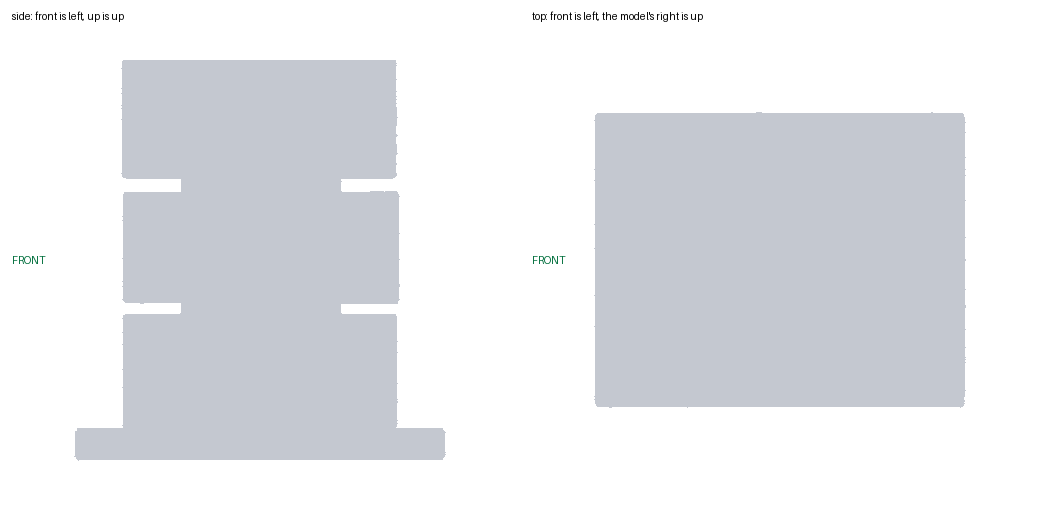 side: front is left, up is up
top: front is left, the model's right is up
FRONT
FRONT